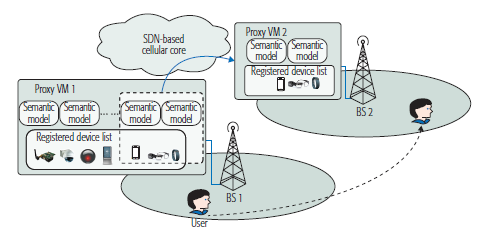 SDN-based
cellular core
Proxy VM 2
Semantic
model
Semantic
model
Registered device list
BS 2
Proxy VM 1
Semantic
model
Semantic
model
....
Semantic
model
Semantic
model
Registered device list
BS 1
User